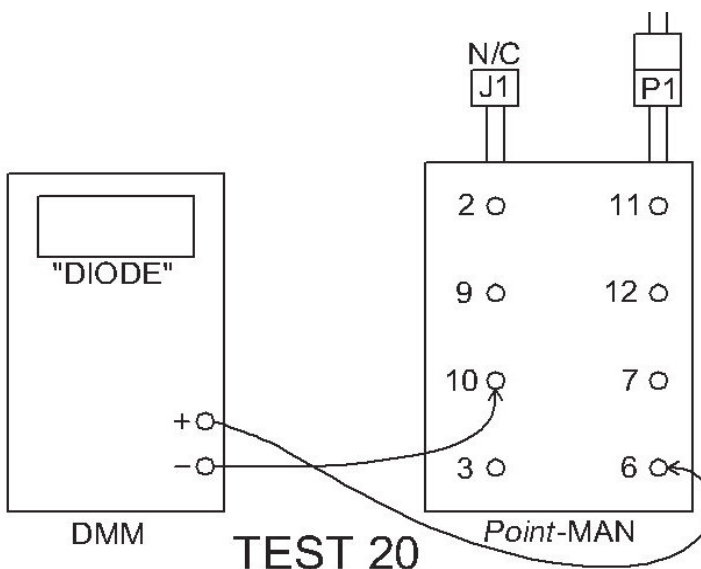 N/C
J1
P1
2
11
"DIODE"
9
12
10
7
+
−
3
6
DMM
Point-MAN
TEST 20